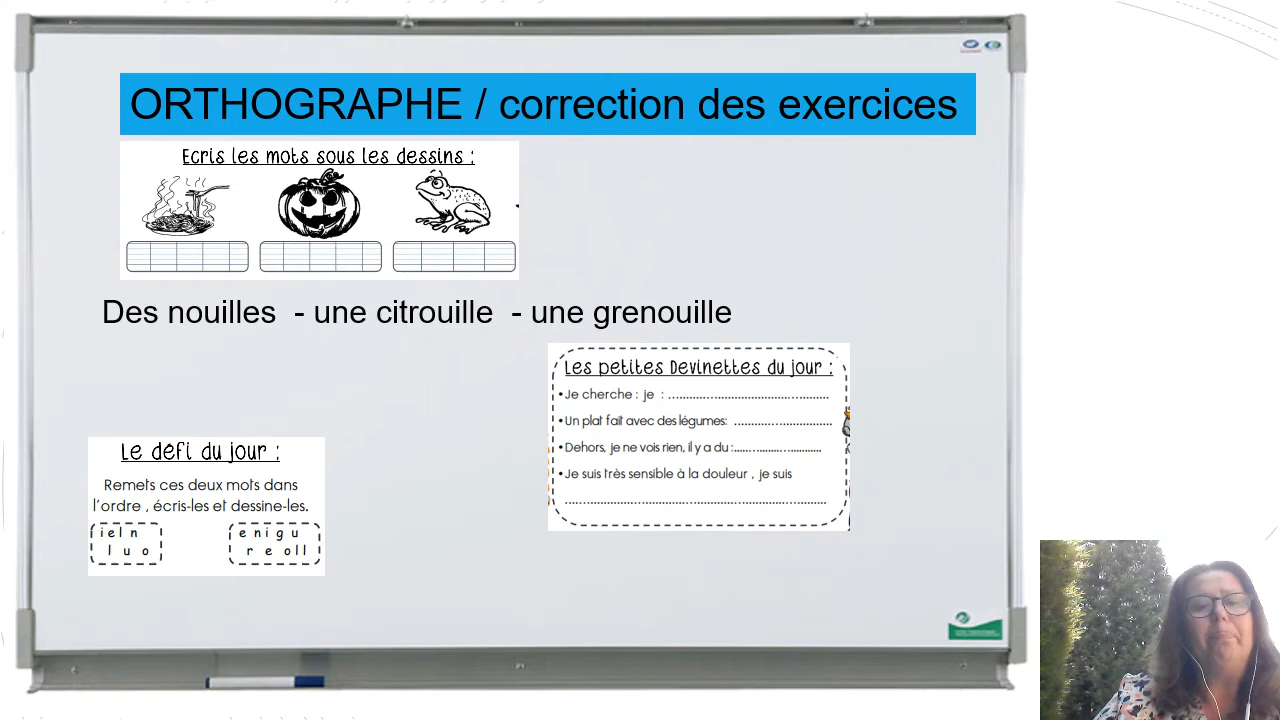 ORTHOGRAPHE / correction des exercices
Ecris les mots sous les dessins :
Des nouilles - une citrouille - une grenouille
Les petites Devinettes du jour :
•Je cherche : je : ........................................
•Un plat fait avec des légumes: ........................
•Dehors, je ne vois rien, il y a du :......................
•Je suis très sensible à la douleur , je suis
................................................................
Le défi du jour :
Remets ces deux mots dans
l'ordre , écris-les et dessine-les.
i e l n
l u o
e n i g u
r e o l l